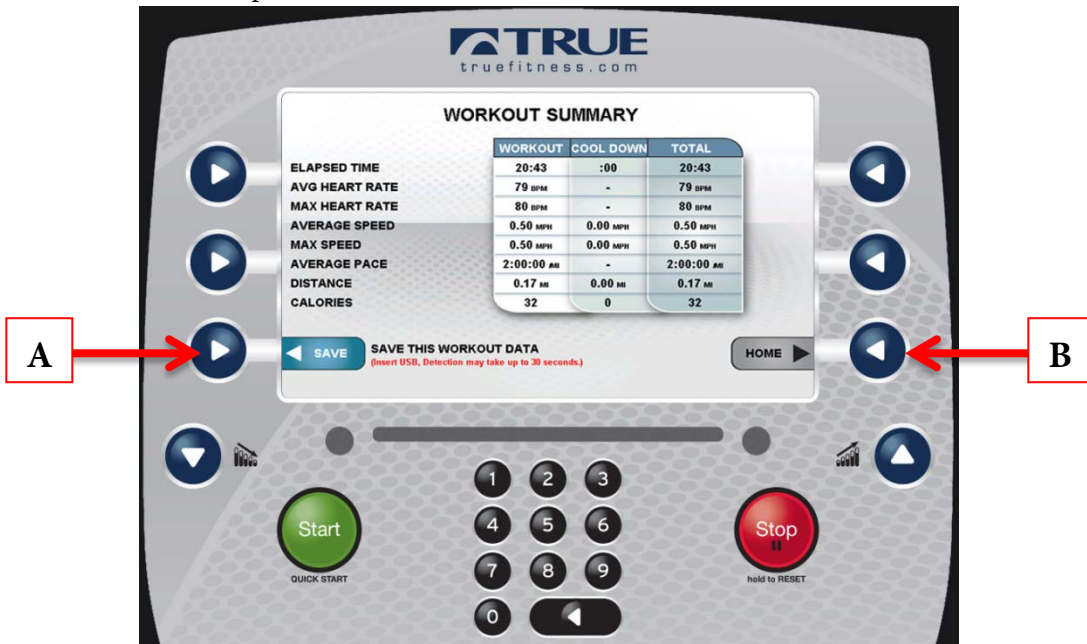 TRUE
truefitness.com
WORKOUT SUMMARY
WORKOUT COOL DOWN TOTAL
ELAPSED TIME 20:43 :00 20:43
AVG HEART RATE 79 BPM - 79 BPM
MAX HEART RATE 80 BPM - 80 BPM
AVERAGE SPEED 0.50 MPH 0.00 MPH 0.50 MPH
MAX SPEED 0.50 MPH 0.00 MPH 0.50 MPH
AVERAGE PACE 2:00:00 /MI - 2:00:00 /MI
DISTANCE 0.17 MI 0.00 MI 0.17 MI
CALORIES 32 0 32
A
SAVE SAVE THIS WORKOUT DATA
(Insert USB, Detection may take up to 30 seconds.)
HOME
B
1 2 3
Start 4 5 6 Stop
QUICK START 7 8 9 hold to RESET
0